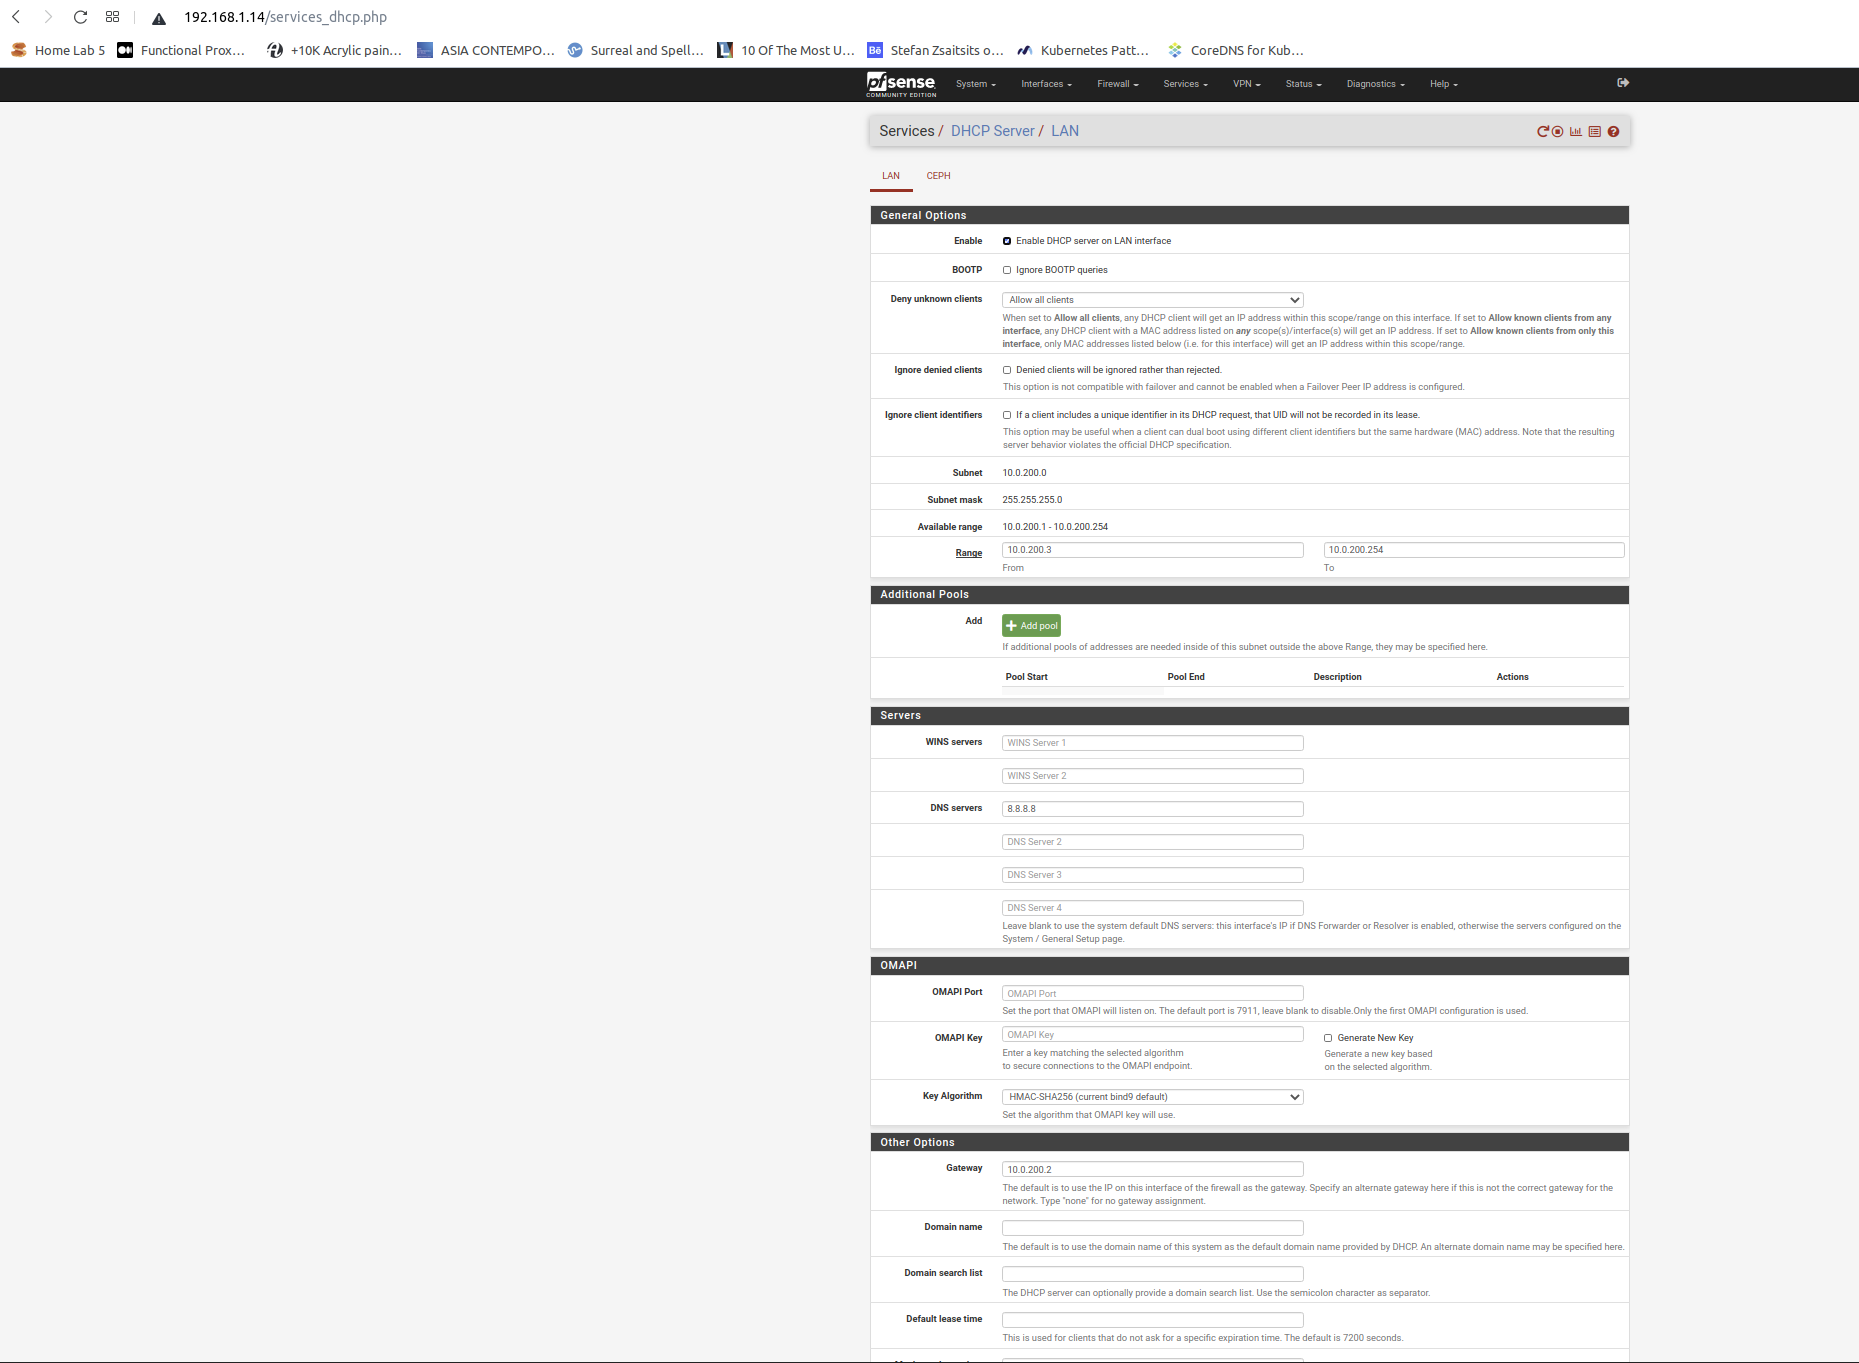 192.168.1.14/services_dhcp.php
Home Lab 5 Functional Prox... +10K Acrylic pain... ASIA CONTEMPO... Surreal and Spell... 10 Of The Most U... Bē Stefan Zsaitsits o... Kubernetes Patt... CoreDNS for Kub...
pfsense System Interfaces Firewall Services VPN Status Diagnostics Help
COMMUNITY EDITION
Services / DHCP Server / LAN
LAN CEPH
General Options
Enable Enable DHCP server on LAN interface
BOOTP Ignore BOOTP queries
Deny unknown clients Allow all clients
When set to Allow all clients, any DHCP client will get an IP address within this scope/range on this interface. If set to Allow known clients from any
interface, any DHCP client with a MAC address listed on any scope(s)/interface(s) will get an IP address. If set to Allow known clients from only this
interface, only MAC addresses listed below (i.e. for this interface) will get an IP address within this scope/range.
Ignore denied clients Denied clients will be ignored rather than rejected.
This option is not compatible with failover and cannot be enabled when a Failover Peer IP address is configured.
Ignore client identifiers If a client includes a unique identifier in its DHCP request, that UID will not be recorded in its lease.
This option may be useful when a client can dual boot using different client identifiers but the same hardware (MAC) address. Note that the resulting
server behavior violates the official DHCP specification.
Subnet 10.0.200.0
Subnet mask 255.255.255.0
Available range 10.0.200.1 - 10.0.200.254
Range 10.0.200.3 10.0.200.254
From To
Additional Pools
Add Add pool
If additional pools of addresses are needed inside of this subnet outside the above Range, they may be specified here.
Pool Start Pool End Description Actions
Servers
WINS servers WINS Server 1
WINS Server 2
DNS servers 8.8.8.8
DNS Server 2
DNS Server 3
DNS Server 4
Leave blank to use the system default DNS servers: this interface's IP if DNS Forwarder or Resolver is enabled, otherwise the servers configured on the
System / General Setup page.
OMAPI
OMAPI Port OMAPI Port
Set the port that OMAPI will listen on. The default port is 7911, leave blank to disable.Only the first OMAPI configuration is used.
OMAPI Key OMAPI Key Generate New Key
Enter a key matching the selected algorithm Generate a new key based
to secure connections to the OMAPI endpoint. on the selected algorithm.
Key Algorithm HMAC-SHA256 (current bind9 default)
Set the algorithm that OMAPI key will use.
Other Options
Gateway 10.0.200.2
The default is to use the IP on this interface of the firewall as the gateway. Specify an alternate gateway here if this is not the correct gateway for the
network. Type "none" for no gateway assignment.
Domain name
The default is to use the domain name of this system as the default domain name provided by DHCP. An alternate domain name may be specified here.
Domain search list
The DHCP server can optionally provide a domain search list. Use the semicolon character as separator.
Default lease time
This is used for clients that do not ask for a specific expiration time. The default is 7200 seconds.